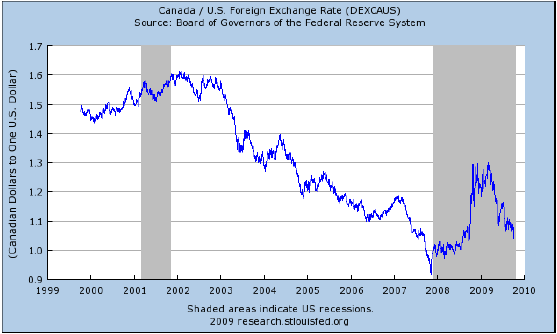 Canada / U.S. Foreign Exchange Rate (DEXCAUS)
Source: Board of Governors of the Federal Reserve System
(Canadian Dollars to One U.S. Dollar)
1.7
1.6
1.5
1.4
1.3
1.2
1.1
1.0
0.9
1999 2000 2001 2002 2003 2004 2005 2006 2007 2008 2009 2010
Shaded areas indicate US recessions.
2009 research.stlouisfed.org